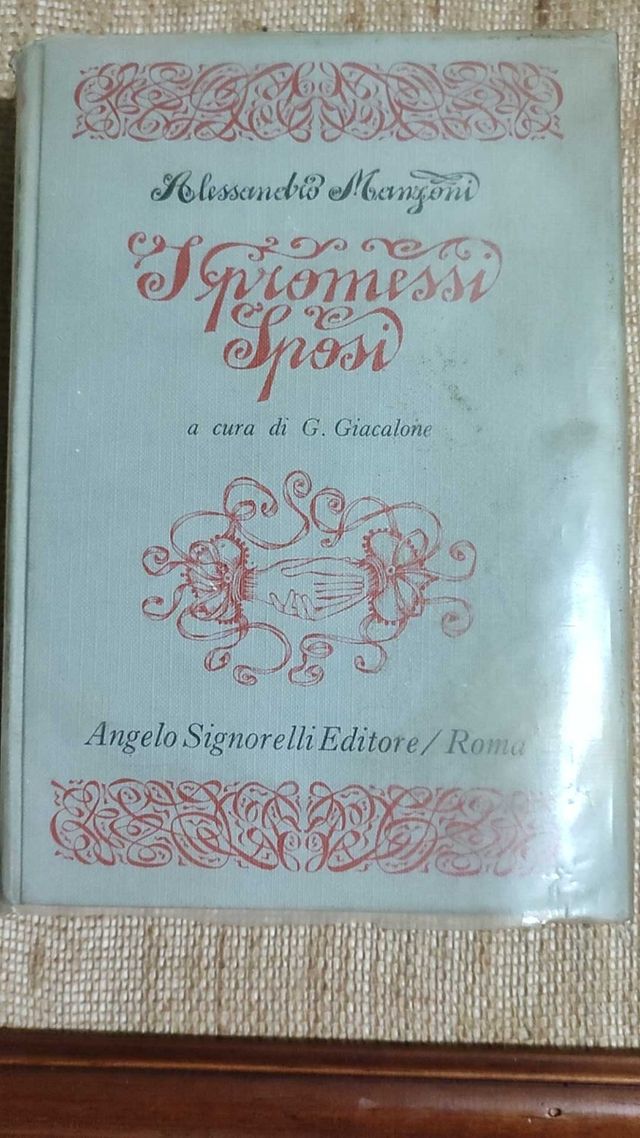 Alessandro Manzoni
I promessi
Sposi
a cura di G. Giacalone
Angelo Signorelli Editore / Roma